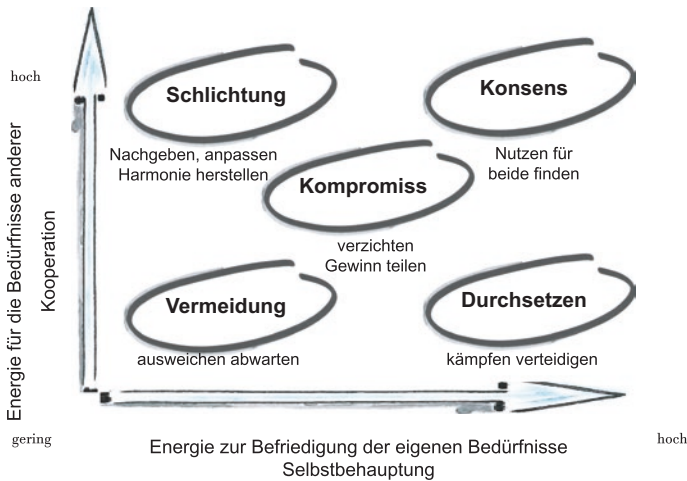 hoch
Schlichtung
Nachgeben, anpassen
Harmonie herstellen
Konsens
Nutzen für
beide finden
Kompromiss
verzichten
Gewinn teilen
Vermeidung
ausweichen abwarten
Durchsetzen
kämpfen verteidigen
Energie für die Bedürfnisse anderer
Kooperation
gering
Energie zur Befriedigung der eigenen Bedürfnisse
Selbstbehauptung
hoch